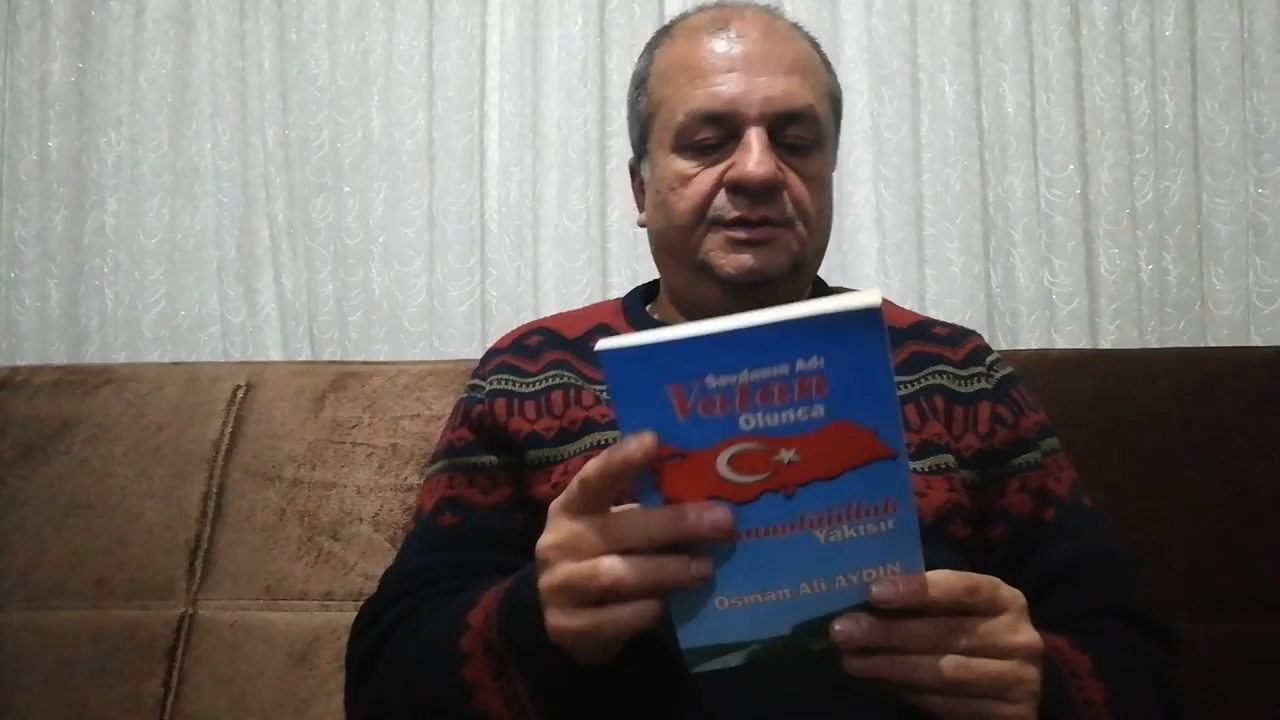 Sevdanın Adı
Vatan
Olunca
Yakışır
Osman Ali AYDIN